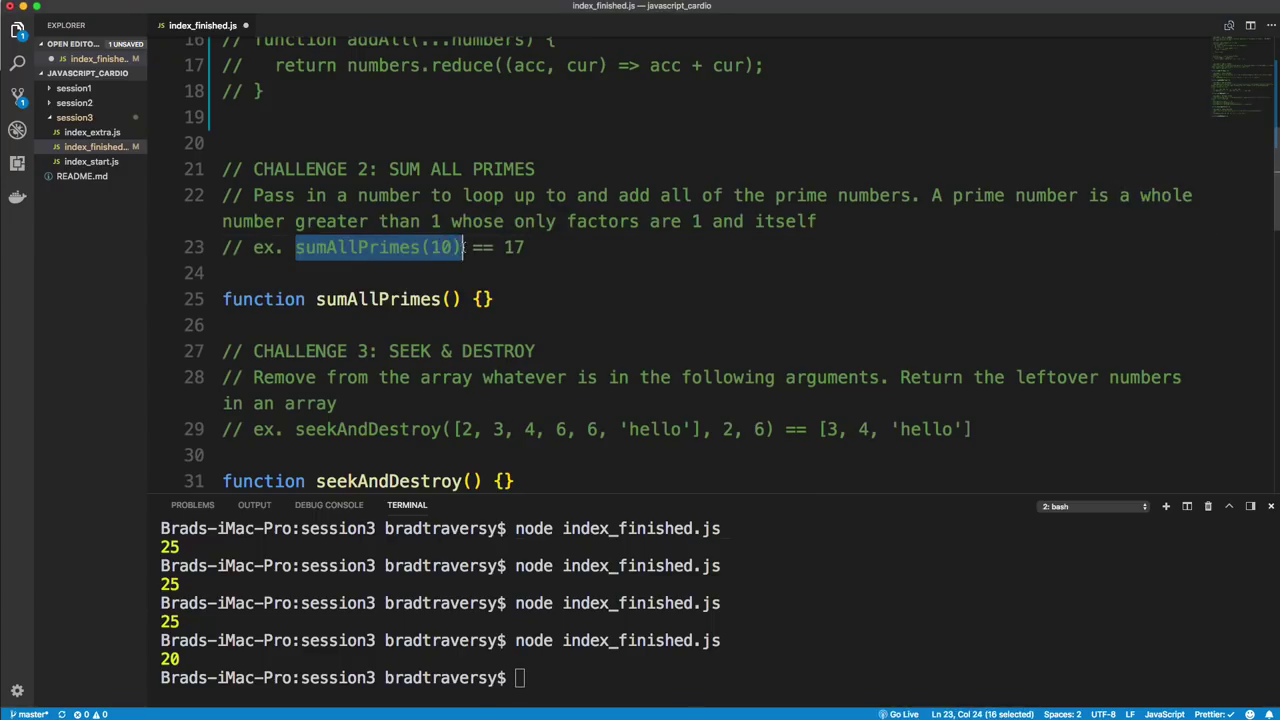 index_finished.js — javascript_cardio
EXPLORER
index_finished.js
OPEN EDITO... 1 UNSAVED
index_finishe... M
JAVASCRIPT_CARDIO
session1
session2
session3
index_extra.js
index_finished... M
index_start.js
README.md
16 // function addAll(...numbers) {
17 //   return numbers.reduce((acc, cur) => acc + cur);
18 // }
19
20
21 // CHALLENGE 2: SUM ALL PRIMES
22 // Pass in a number to loop up to and add all of the prime numbers. A prime number is a whole
number greater than 1 whose only factors are 1 and itself
23 // ex. sumAllPrimes(10) == 17
24
25 function sumAllPrimes() {}
26
27 // CHALLENGE 3: SEEK & DESTROY
28 // Remove from the array whatever is in the following arguments. Return the leftover numbers
in an array
29 // ex. seekAndDestroy([2, 3, 4, 6, 6, 'hello'], 2, 6) == [3, 4, 'hello']
30
31 function seekAndDestroy() {}
PROBLEMS OUTPUT DEBUG CONSOLE TERMINAL 2: bash
Brads-iMac-Pro:session3 bradtraversy$ node index_finished.js
25
Brads-iMac-Pro:session3 bradtraversy$ node index_finished.js
25
Brads-iMac-Pro:session3 bradtraversy$ node index_finished.js
25
Brads-iMac-Pro:session3 bradtraversy$ node index_finished.js
20
Brads-iMac-Pro:session3 bradtraversy$
master* 0 0 Go Live Ln 23, Col 24 (16 selected) Spaces: 2 UTF-8 LF JavaScript Prettier: ✓